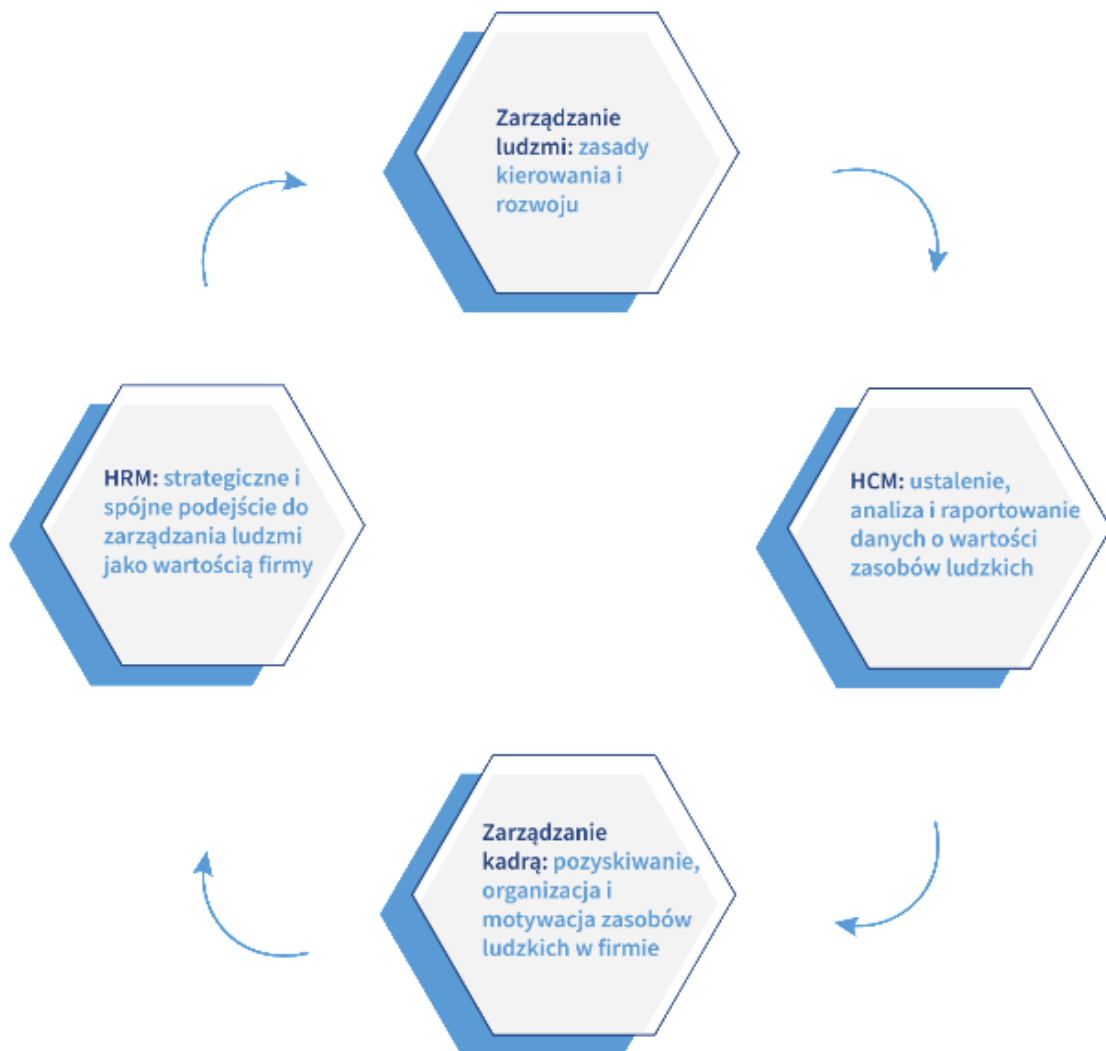 Zarządzanie
ludzmi: zasady
kierowania i
rozwoju
HRM: strategiczne i
spójne podejście do
zarządzania ludzmi
jako wartością firmy
HCM: ustalenie,
analiza i raportowanie
danych o wartości
zasobów ludzkich
Zarządzanie
kadrą: pozyskiwanie,
organizacja i
motywacja zasobów
ludzkich w firmie